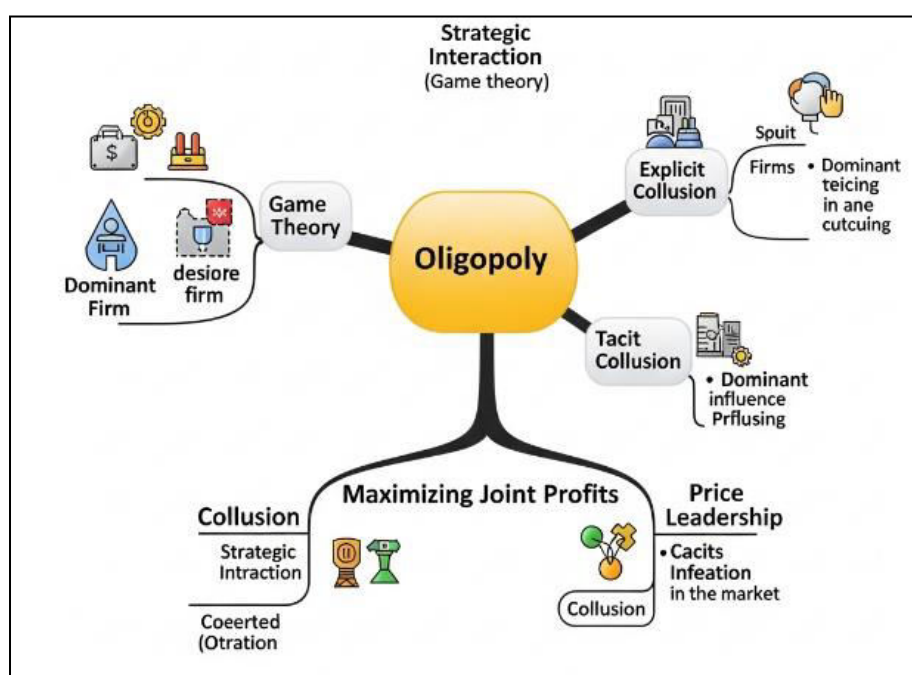 Strategic
Interaction
(Game theory)
$
Game
Theory
Dominant
Firm
desiore
firm
Oligopoly
Explicit
Collusion
Spuit
Firms
• Dominant
teicing
in ane
cutcuing
Tacit
Collusion
• Dominant
influence
Prflusing
Maximizing Joint Profits
Collusion
Strategic
Intraction
Coeerted
(Otration
Price
Leadership
• Cacits
Infeation
in the market
Collusion